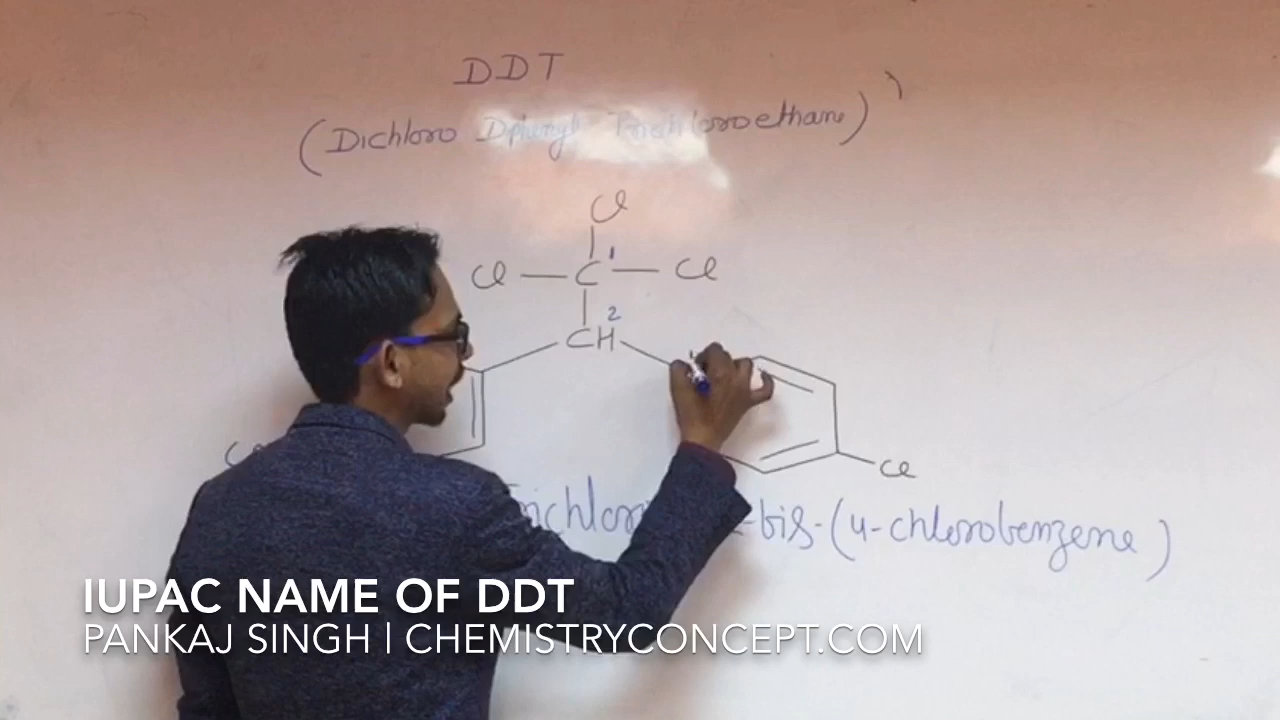 DDT
(Dichloro Diphenyl Trichloroethane)
Cl
Cl — C 1 — Cl
CH 2
Cl
-bis-(4-chlorobenzene)
IUPAC NAME OF DDT
PANKAJ SINGH | CHEMISTRYCONCEPT.COM